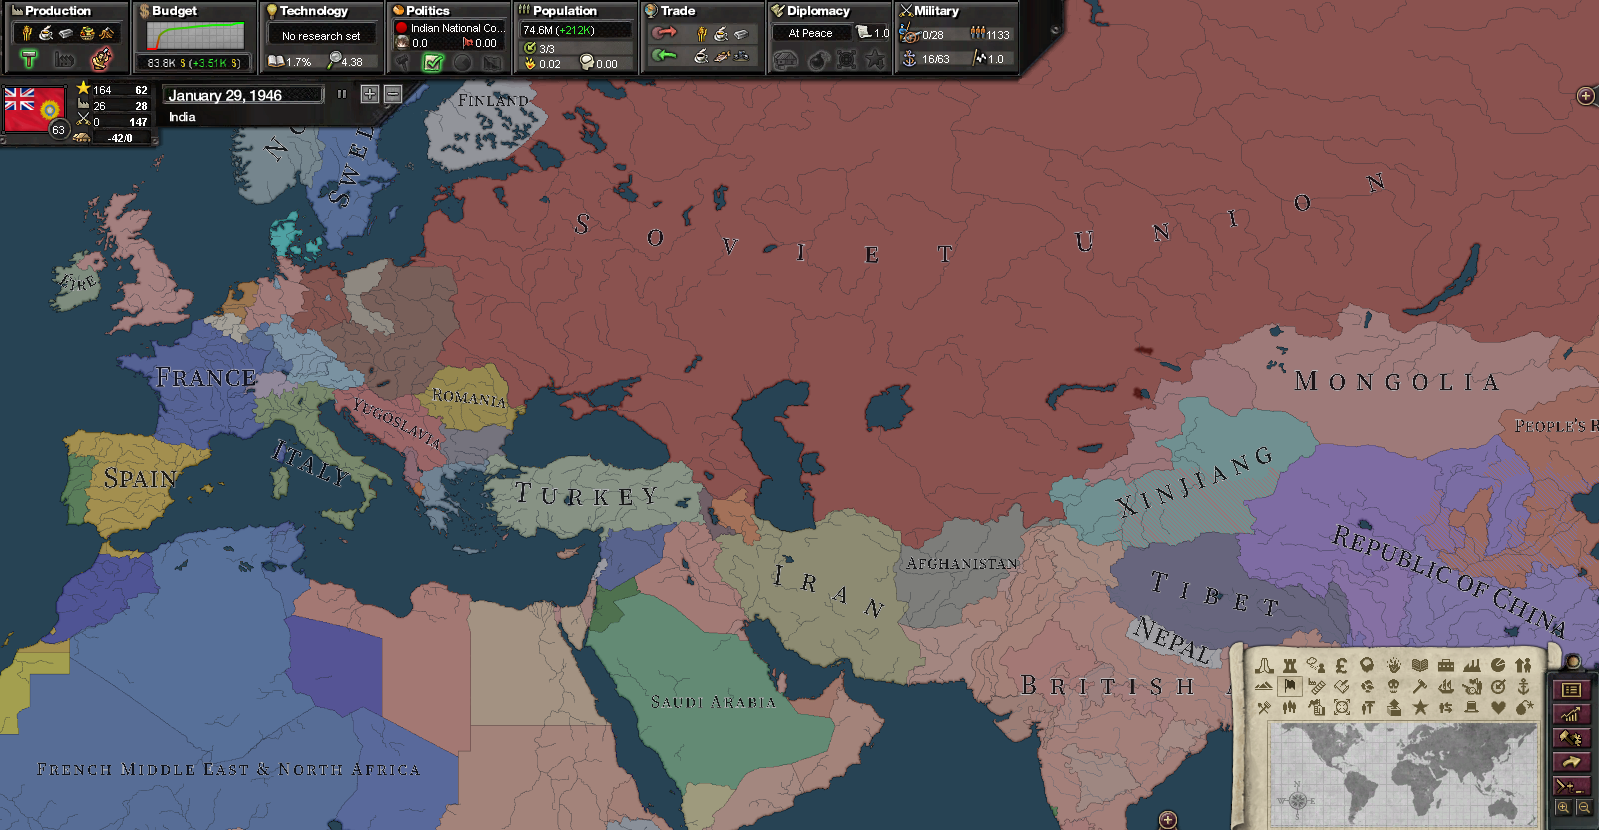 Production
Budget
Technology
Politics
Population
Trade
Diplomacy
Military
83.8K $ (+3.51K $)
No research set
1.7%
4.38
Indian National Co...
0.0
0.00
74.6M (+212K)
3/3
0.02
0.00
At Peace
1.0
0/28
1133
16/63
1.0
164 62
26 28
0 147
-42/0
63
January 29, 1946
India
FINLAND
SWED
SOVIET UNION
EIRE
FRANCE
SPAIN
ITALY
YUGOSLAVIA
ROMANIA
TURKEY
IRAN
AFGHANISTAN
XINJIANG
MONGOLIA
PEOPLE'S R
REPUBLIC OF CHINA
TIBET
NEPAL
BRITISH
SAUDI ARABIA
FRENCH MIDDLE EAST & NORTH AFRICA